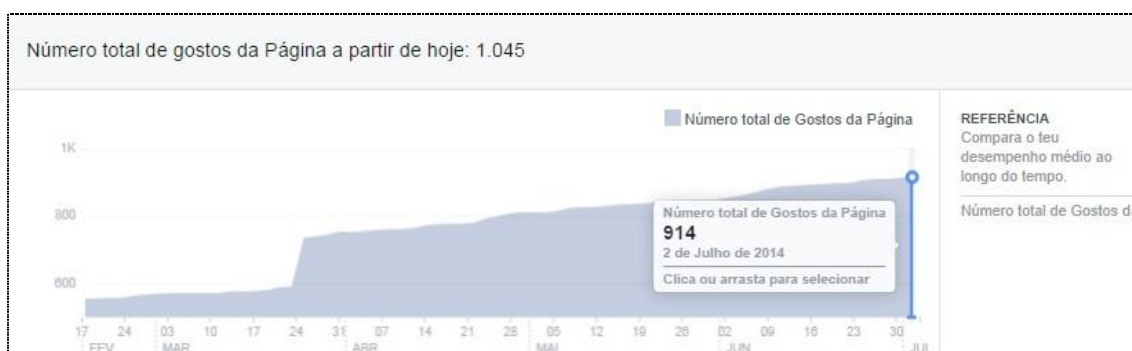 Número total de gostos da Página a partir de hoje: 1.045
Número total de Gostos da Página
REFERÊNCIA
Compara o teu
desempenho médio ao
longo do tempo.
Número total de Gostos d
1K
800
600
Número total de Gostos da Página
914
2 de Julho de 2014
Clica ou arrasta para selecionar
17 24 03 10 17 24 31 07 14 21 28 05 12 19 26 02 09 16 23 30
FEV MAR ABR MAI JUN JUL